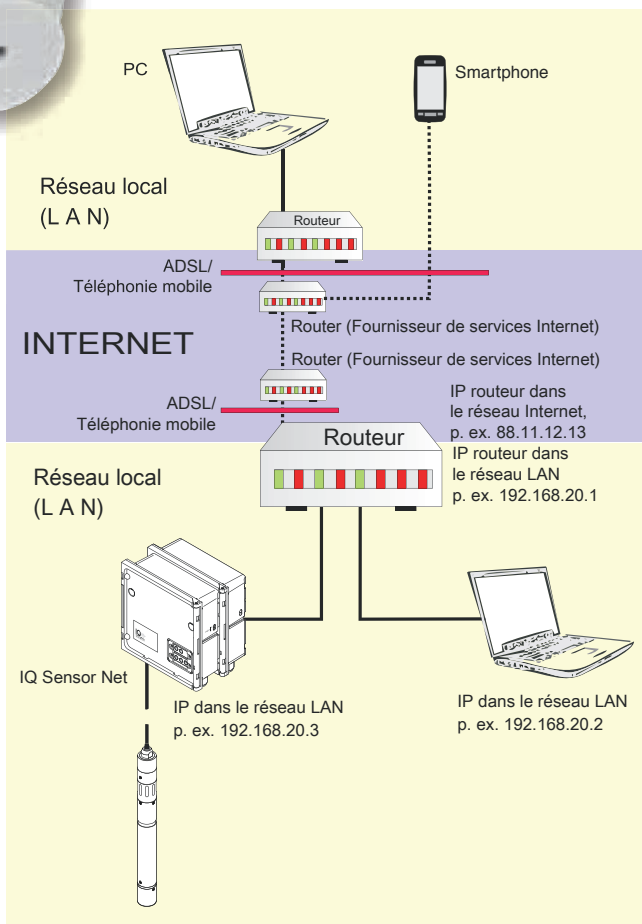 PC
Smartphone
Réseau local
(L A N)
Routeur
ADSL/
Téléphonie mobile
INTERNET
Router (Fournisseur de services Internet)
Router (Fournisseur de services Internet)
ADSL/
Téléphonie mobile
IP routeur dans
le réseau Internet,
p. ex. 88.11.12.13
Routeur
IP routeur dans
le réseau LAN
p. ex. 192.168.20.1
Réseau local
(L A N)
IQ Sensor Net
IP dans le réseau LAN
p. ex. 192.168.20.3
IP dans le réseau LAN
p. ex. 192.168.20.2